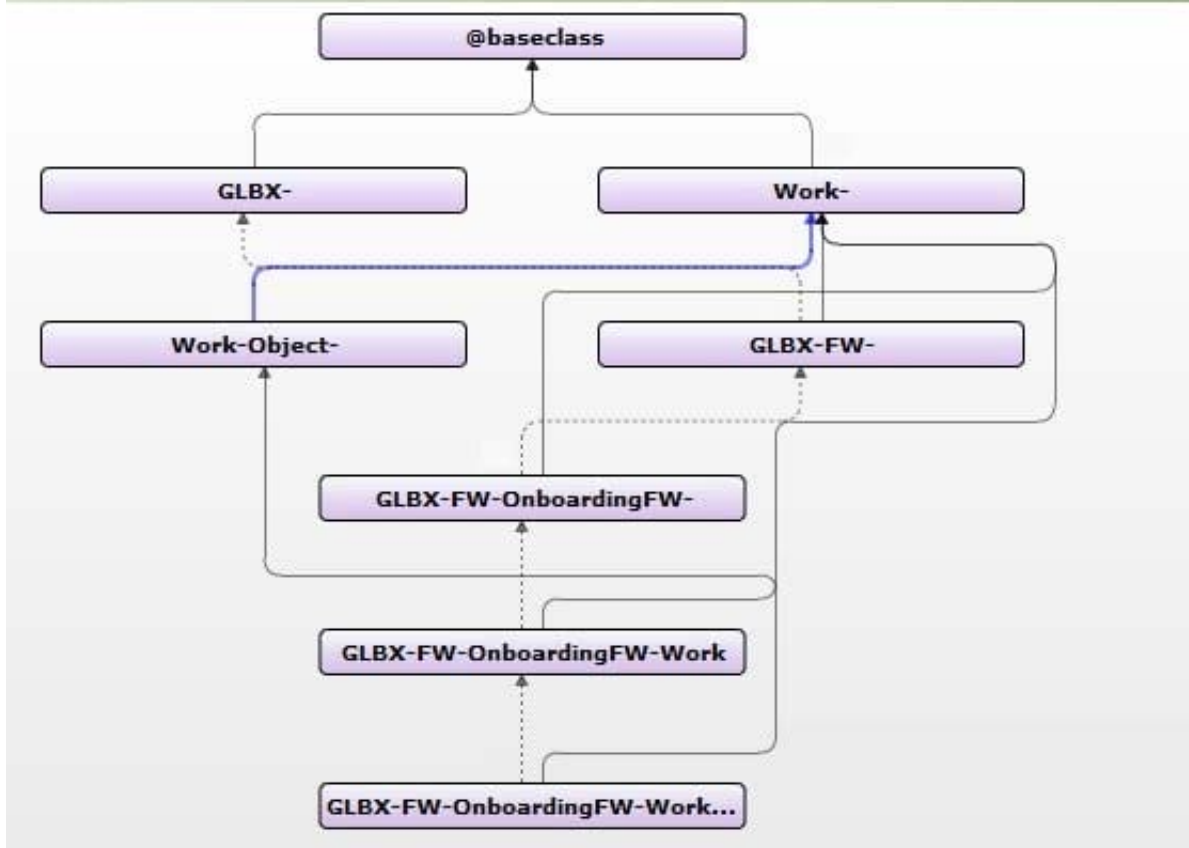 @baseclass
GLBX-
Work-
Work-Object-
GLBX-FW-
GLBX-FW-OnboardingFW-
GLBX-FW-OnboardingFW-Work
GLBX-FW-OnboardingFW-Work...